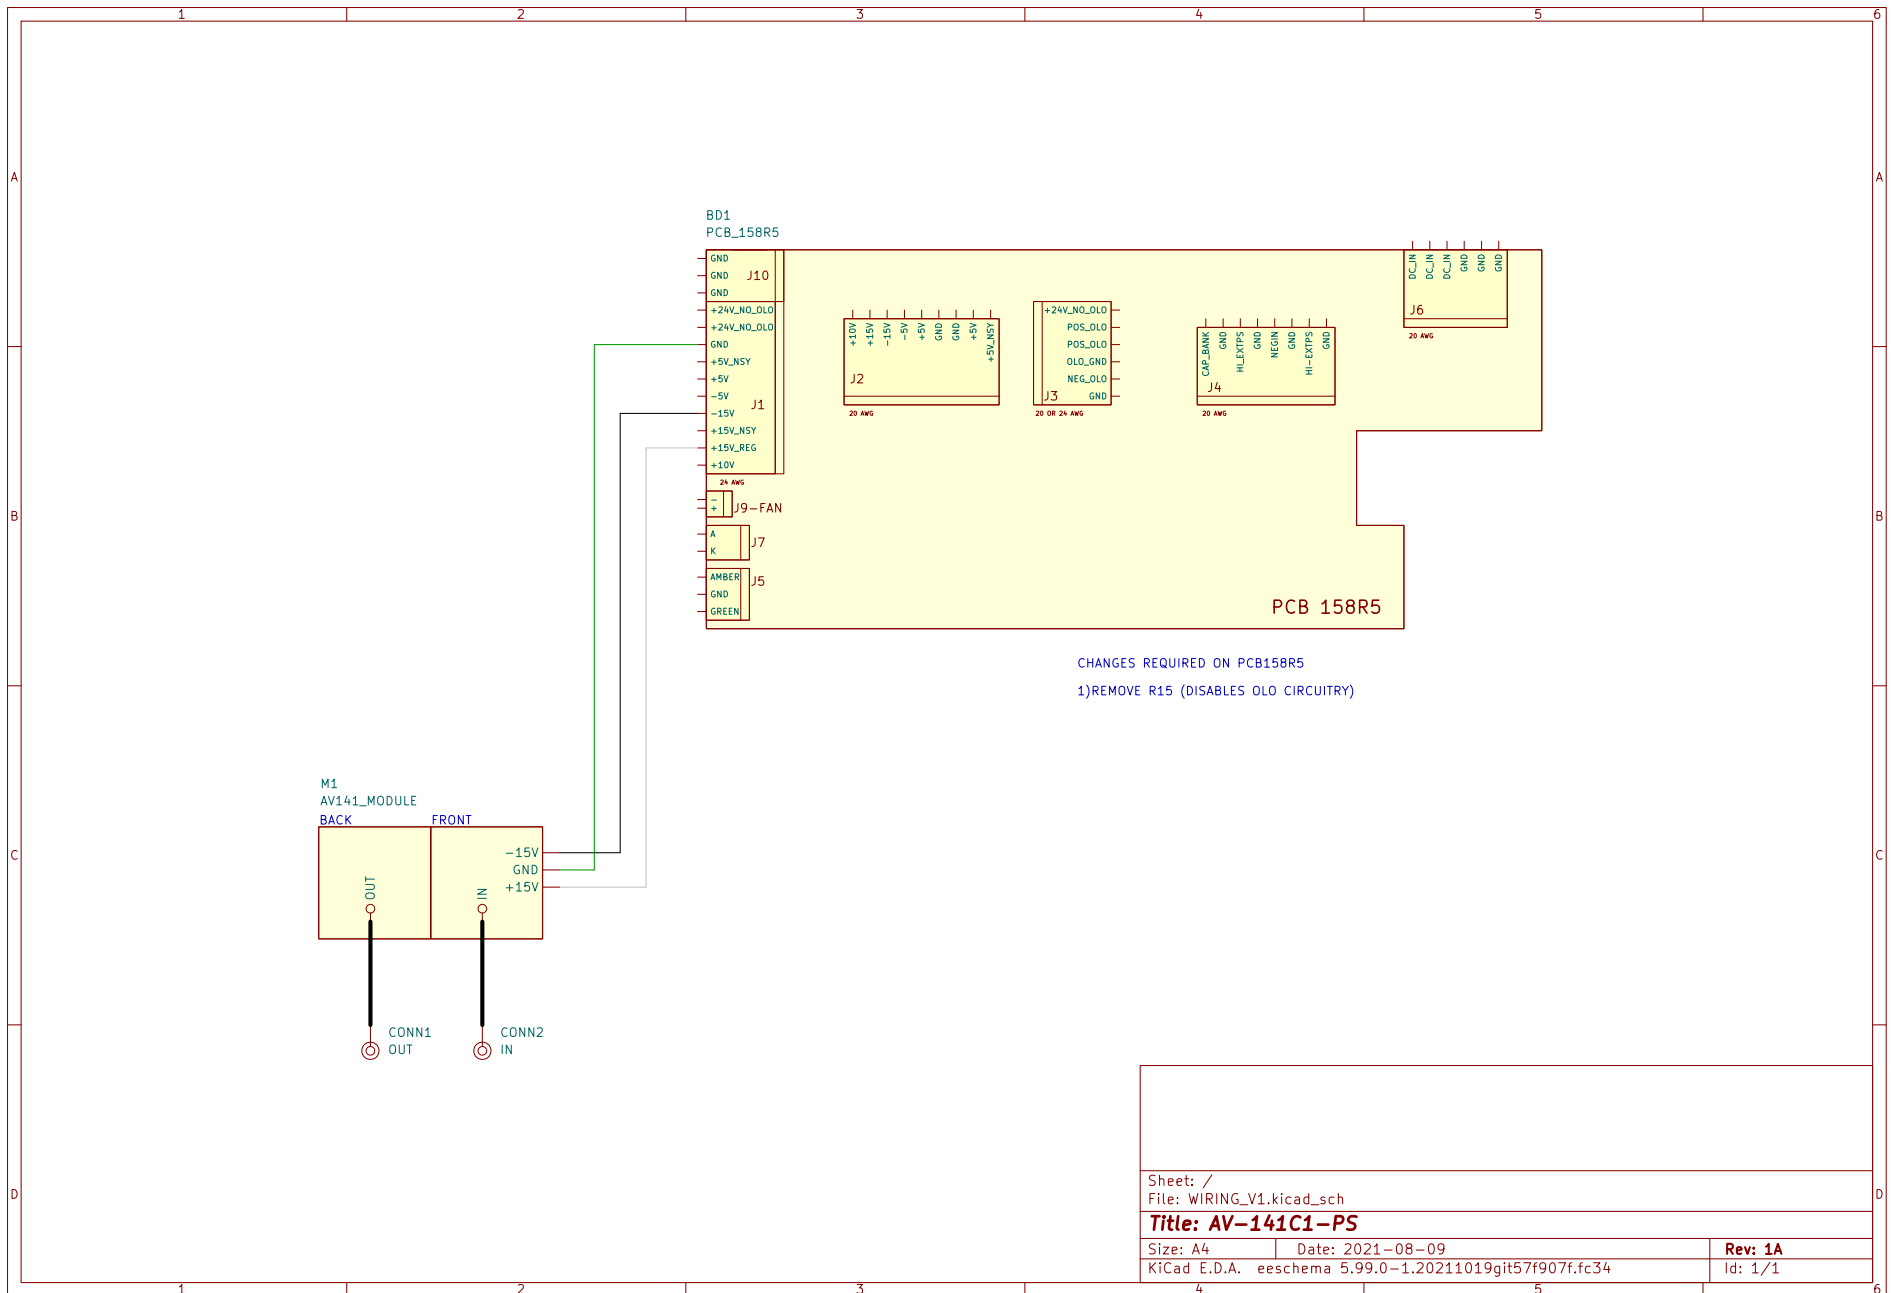 1 2 3 4 5 6
A
A
BD1
PCB_158R5
GND
GND
GND
J10
+24V_NO_OLO
+24V_NO_OLO
GND
+5V_NSY
+5V
-5V
-15V
+15V_NSY
+15V_REG
+10V
J1
24 AWG
-
+
J9-FAN
A
K
J7
AMBER
GND
GREEN
J5
+10V
+15V
-15V
-5V
+5V
GND
GND
+5V
+5V_NSY
J2
20 AWG
+24V_NO_OLO
POS_OLO
POS_OLO
OLO_GND
NEG_OLO
GND
J3
20 OR 24 AWG
CAP_BANK
GND
HI_EXTPS
GND
NEGIN
GND
HI-EXTPS
GND
J4
20 AWG
DC_IN
DC_IN
DC_IN
GND
GND
GND
J6
20 AWG
PCB 158R5
B
B
CHANGES REQUIRED ON PCB158R5
1)REMOVE R15 (DISABLES OLO CIRCUITRY)
M1
AV141_MODULE
BACK FRONT
-15V
GND
+15V
OUT
IN
C
C
CONN1
OUT
CONN2
IN
D
D
Sheet: /
File: WIRING_V1.kicad_sch
Title: AV-141C1-PS
Size: A4 Date: 2021-08-09 Rev: 1A
KiCad E.D.A. eeschema 5.99.0-1.20211019git57f907f.fc34 Id: 1/1
1 2 3 4 5 6